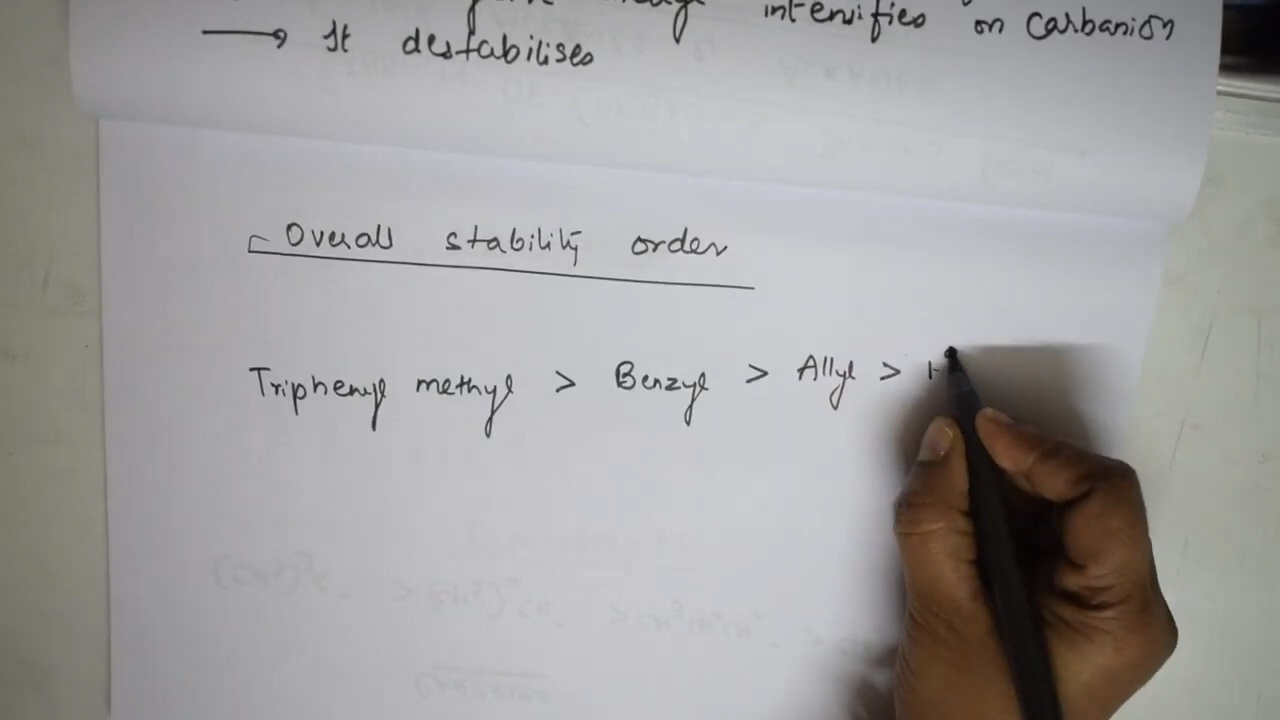 intensifies on carbanion
→ It destabilises
Overall stability order
Triphenyl methyl > Benzyl > Allyl >